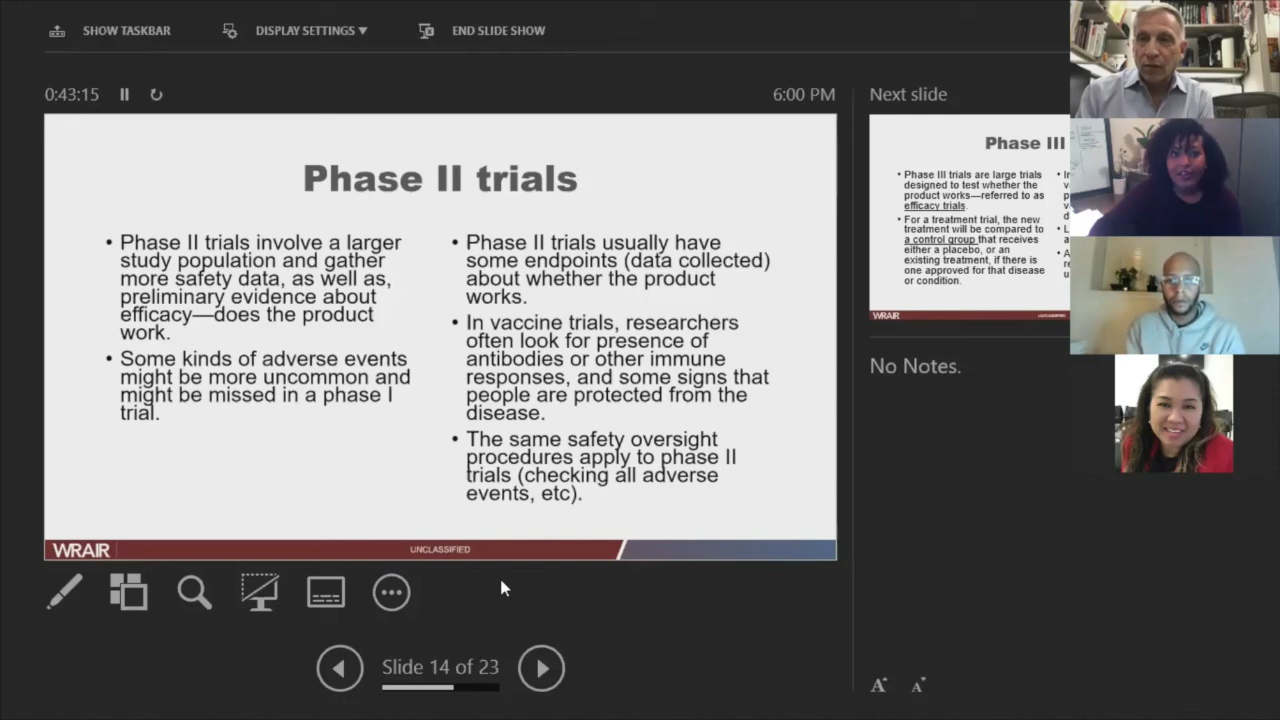 SHOW TASKBAR
DISPLAY SETTINGS
END SLIDE SHOW
0:43:15
6:00 PM
Phase II trials
• Phase II trials involve a larger
study population and gather
more safety data, as well as,
preliminary evidence about
efficacy—does the product
work.
• Some kinds of adverse events
might be more uncommon and
might be missed in a phase I
trial.
• Phase II trials usually have
some endpoints (data collected)
about whether the product
works.
• In vaccine trials, researchers
often look for presence of
antibodies or other immune
responses, and some signs that
people are protected from the
disease.
• The same safety oversight
procedures apply to phase II
trials (checking all adverse
events, etc).
WRAIR
UNCLASSIFIED
Slide 14 of 23
Next slide
Phase III
• Phase III trials are large trials
designed to test whether the
product works—referred to as
efficacy trials.
• For a treatment trial, the new
treatment will be compared to
a control group that receives
either a placebo, or an
existing treatment, if there is
one approved for that disease
or condition.
WRAIR
No Notes.
A A